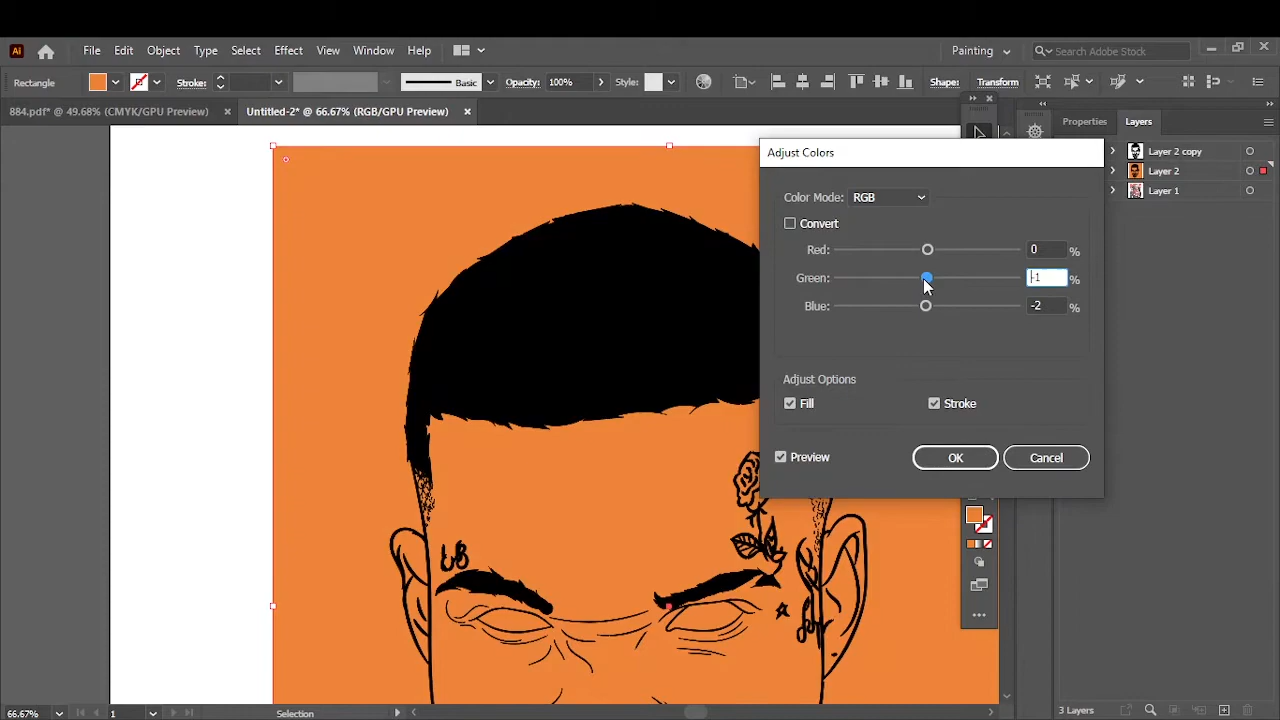 Ai File Edit Object Type Select Effect View Window Help Painting Search Adobe Stock
Rectangle Stroke: Basic Opacity: 100% Style: Shape: Transform
884.pdf* @ 49.68% (CMYK/GPU Preview) Untitled-2* @ 66.67% (RGB/GPU Preview)
Properties Layers
Layer 2 copy
Layer 2
Layer 1
Adjust Colors
Color Mode: RGB
Convert
Red: 0 %
Green: -1 %
Blue: -2 %
Adjust Options
Fill Stroke
Preview OK Cancel
LB
66.67% 1 Selection 3 Layers